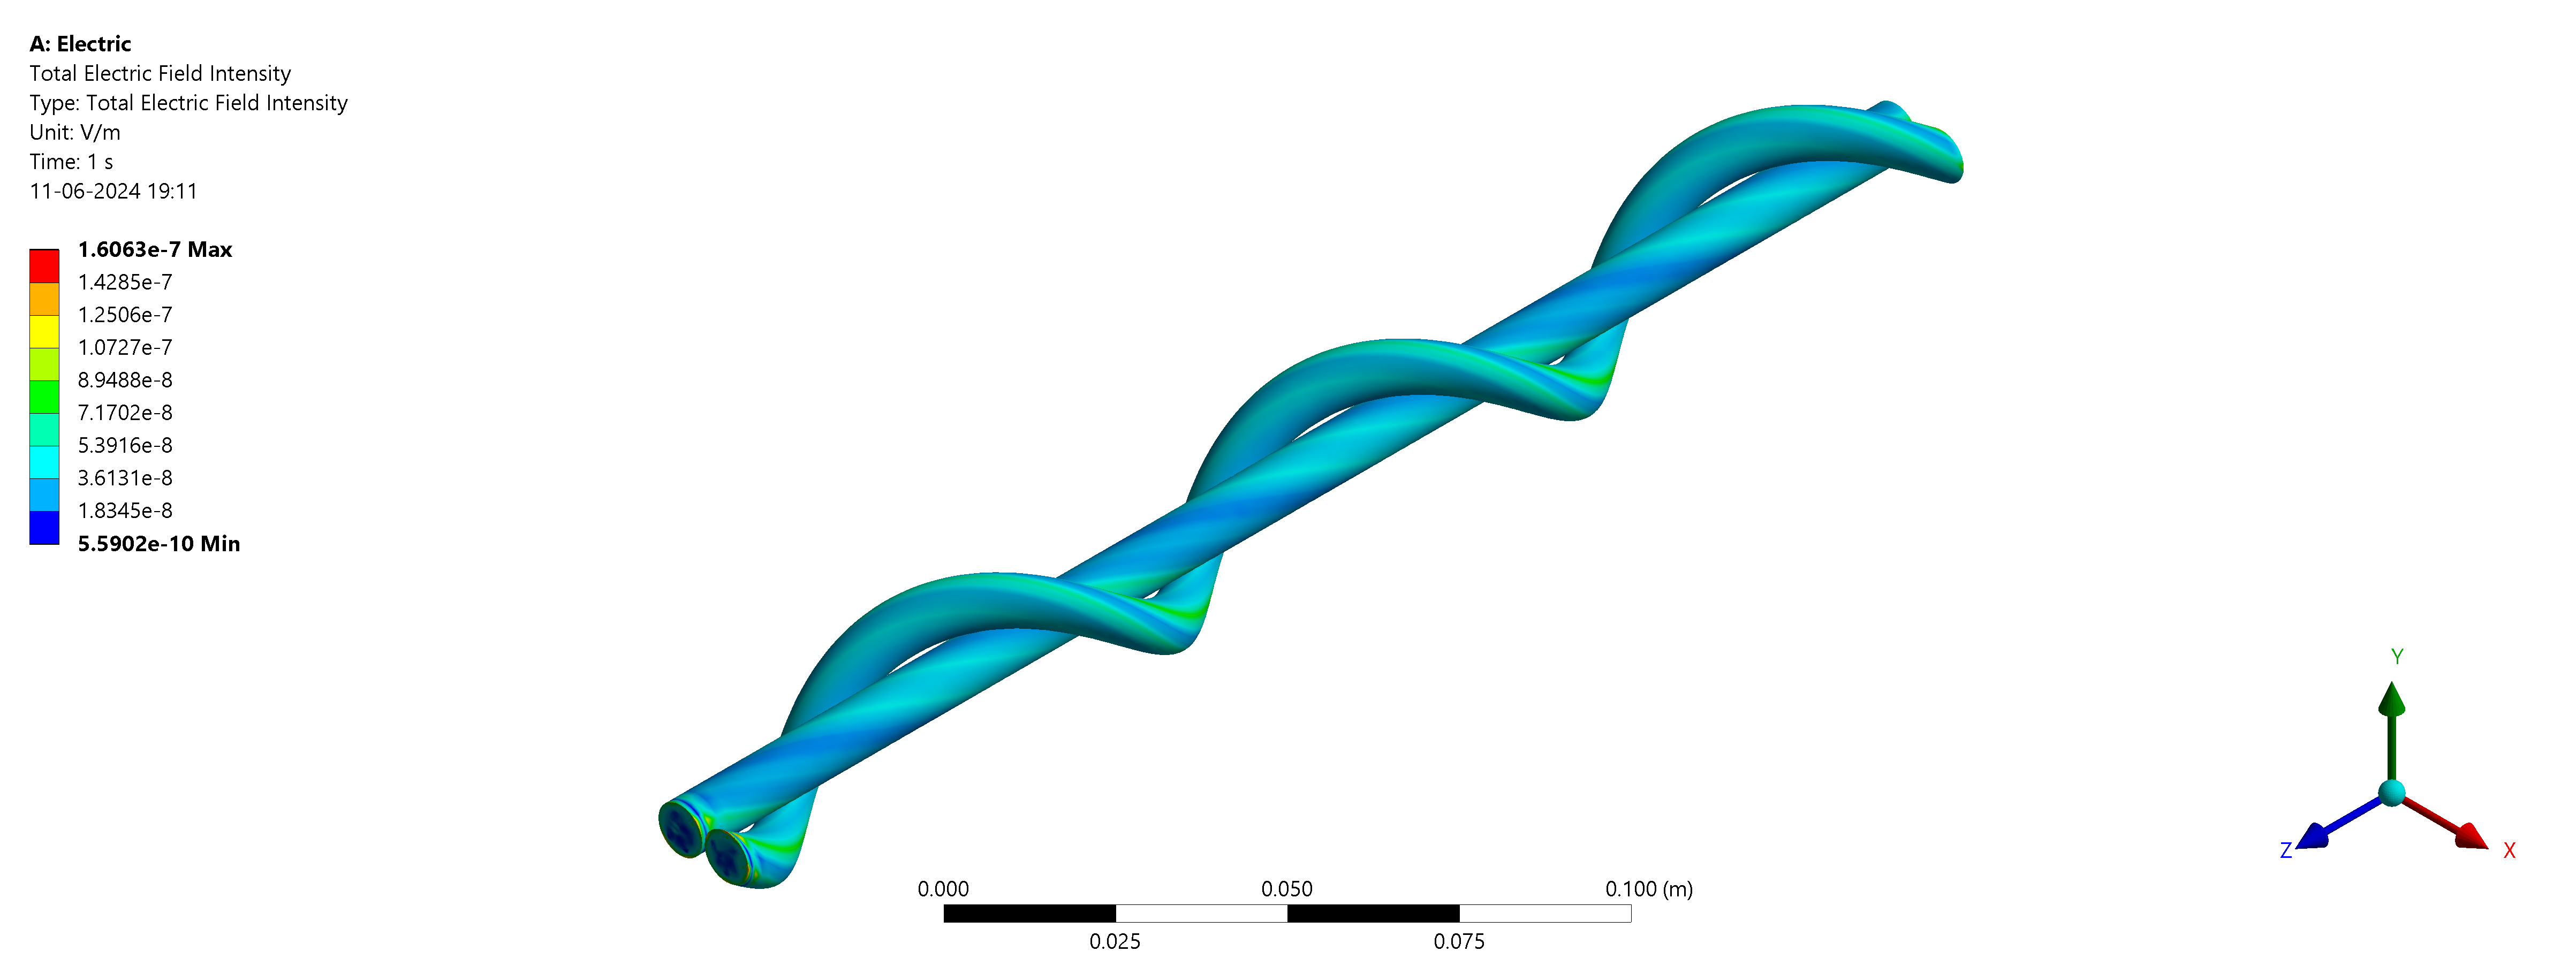 A: Electric
Total Electric Field Intensity
Type: Total Electric Field Intensity
Unit: V/m
Time: 1 s
11-06-2024 19:11
1.6063e-7 Max
1.4285e-7
1.2506e-7
1.0727e-7
8.9488e-8
7.1702e-8
5.3916e-8
3.6131e-8
1.8345e-8
5.5902e-10 Min
Y
Z
X
0.000
0.050
0.100 (m)
0.025
0.075